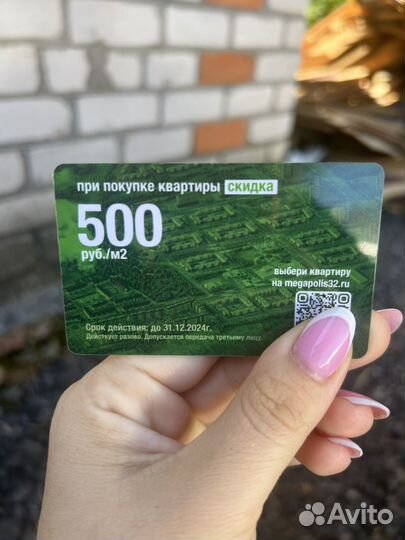 при покупке квартиры скидка
500
руб./м2
выбери квартиру
на megapolis32.ru
Срок действия: до 31.12.2024г.
Действует разово. Допускается передача третьему лицу.
Avito